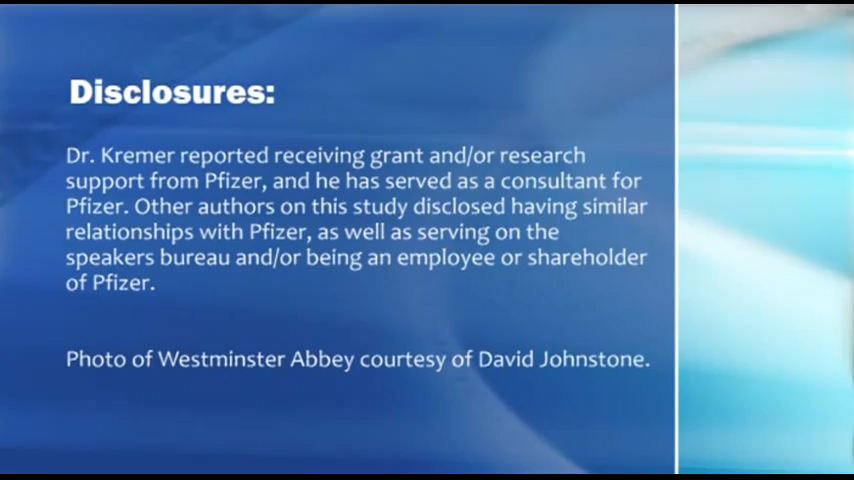 Disclosures:
Dr. Kremer reported receiving grant and/or research
support from Pfizer, and he has served as a consultant for
Pfizer. Other authors on this study disclosed having similar
relationships with Pfizer, as well as serving on the
speakers bureau and/or being an employee or shareholder
of Pfizer.
Photo of Westminster Abbey courtesy of David Johnstone.